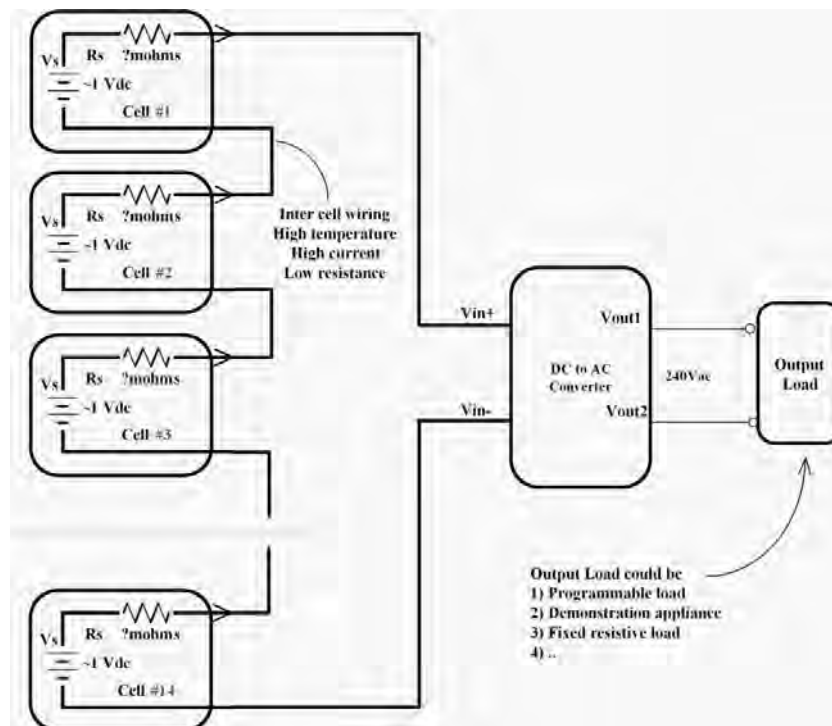 Vs
Rs ?mohms
~1 Vdc
Cell #1
Vs
Rs ?mohms
~1 Vdc
Cell #2
Inter cell wiring
High temperature
High current
Low resistance
Vs
Rs ?mohms
~1 Vdc
Cell #3
Vs
Rs ?mohms
~1 Vdc
Cell #14
Vin+
Vin-
DC to AC
Converter
Vout1
240Vac
Vout2
Output
Load
Output Load could be
1) Programmable load
2) Demonstration appliance
3) Fixed resistive load
4) ..